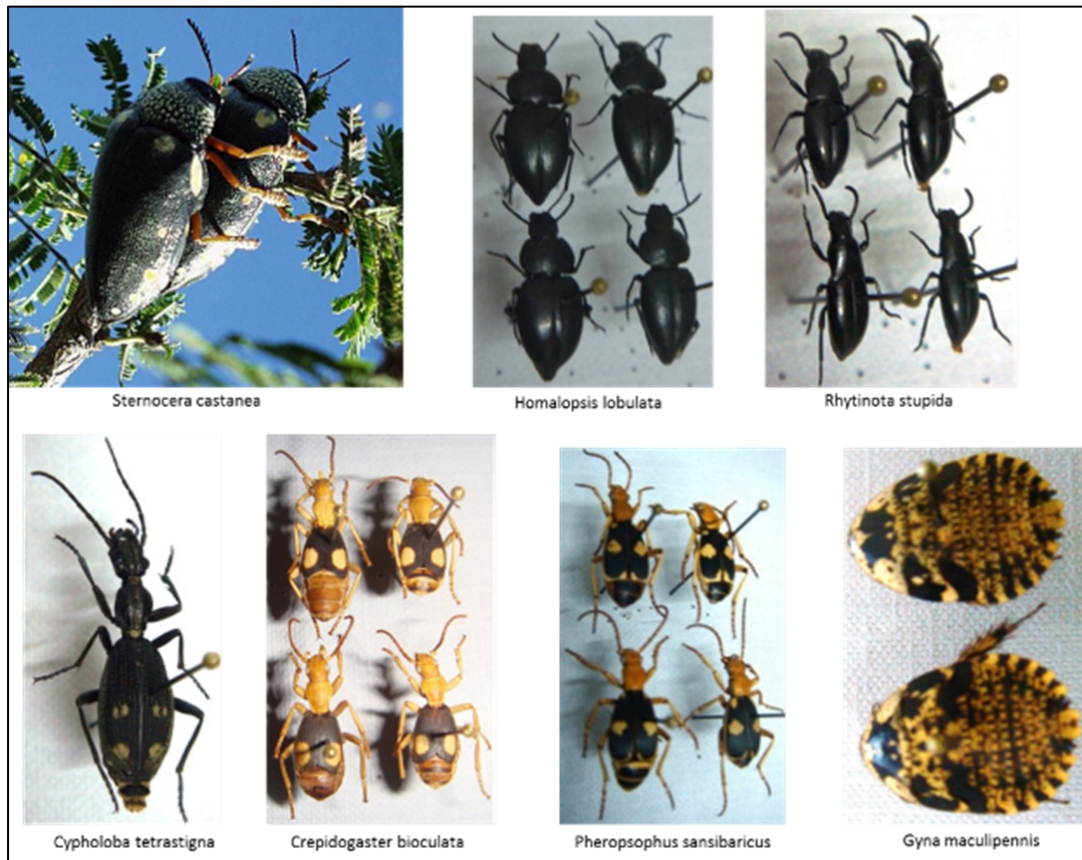 Sternocera castanea
Homalopsis lobulata
Rhytinota stupida
Cypholoba tetrastigna
Crepidogaster bioculata
Pheropsophus sansibaricus
Gyna maculipennis